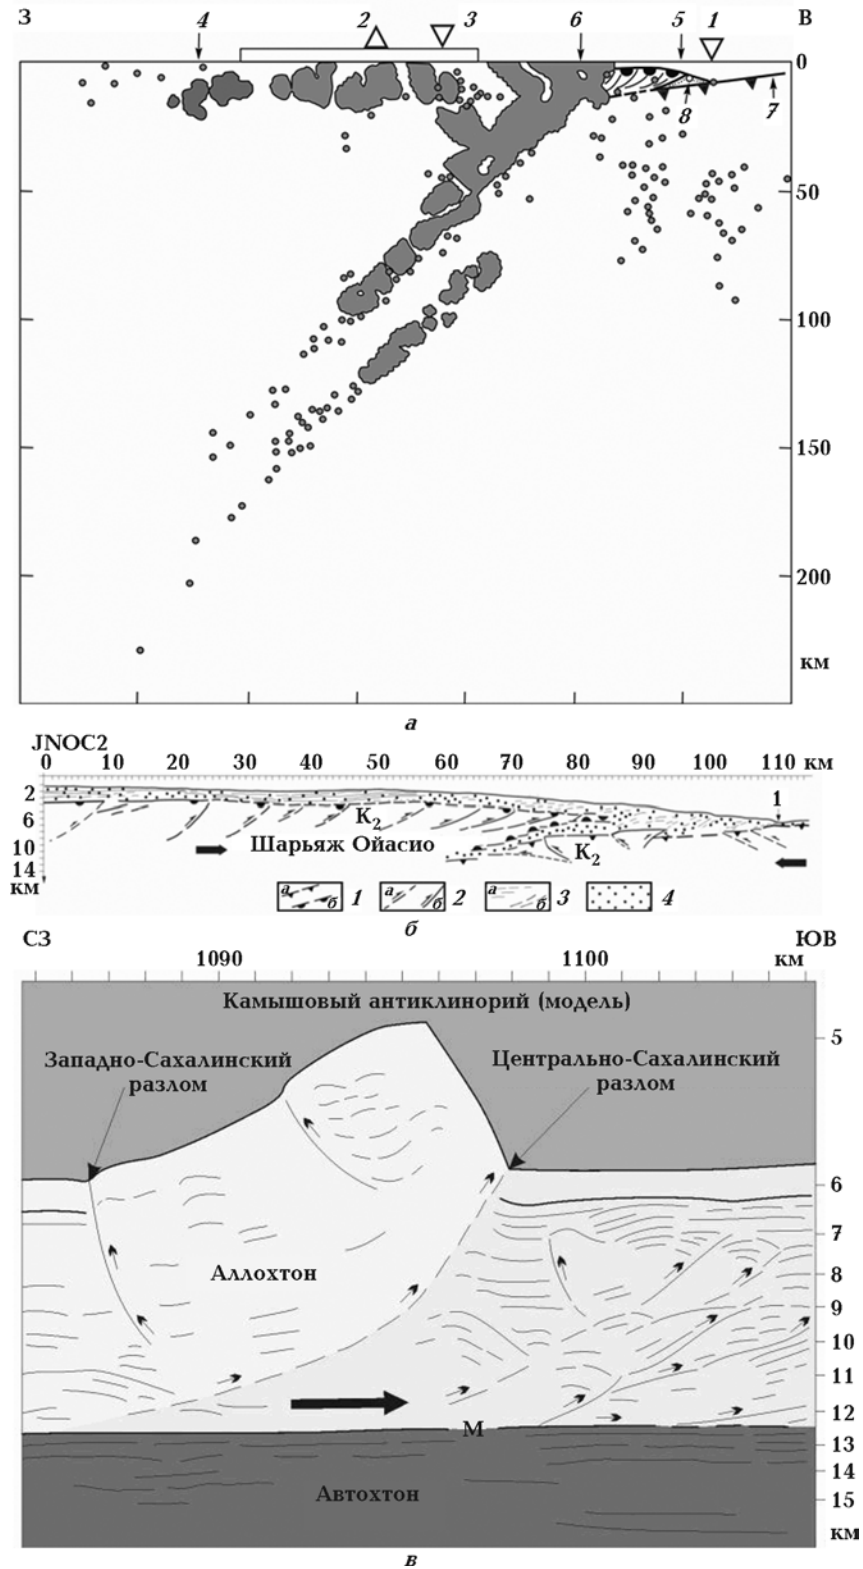 З 4 2 3 6 5 1 В
0
8 7
50
100
150
200
км
а
JNOC2
0 10 20 30 40 50 60 70 80 90 100 110 км
2
6
10
14
км
К₂
1
Шарьяж Ойасио
К₂
а б 1 а б 2 а б 3 4
б
СЗ ЮВ
1090 1100 км
Камышовый антиклинорий (модель)
5
Западно-Сахалинский
разлом
Центрально-Сахалинский
разлом
6
7
Аллохтон
8
9
10
11
12
М
13
14
Автохтон
15
км
в